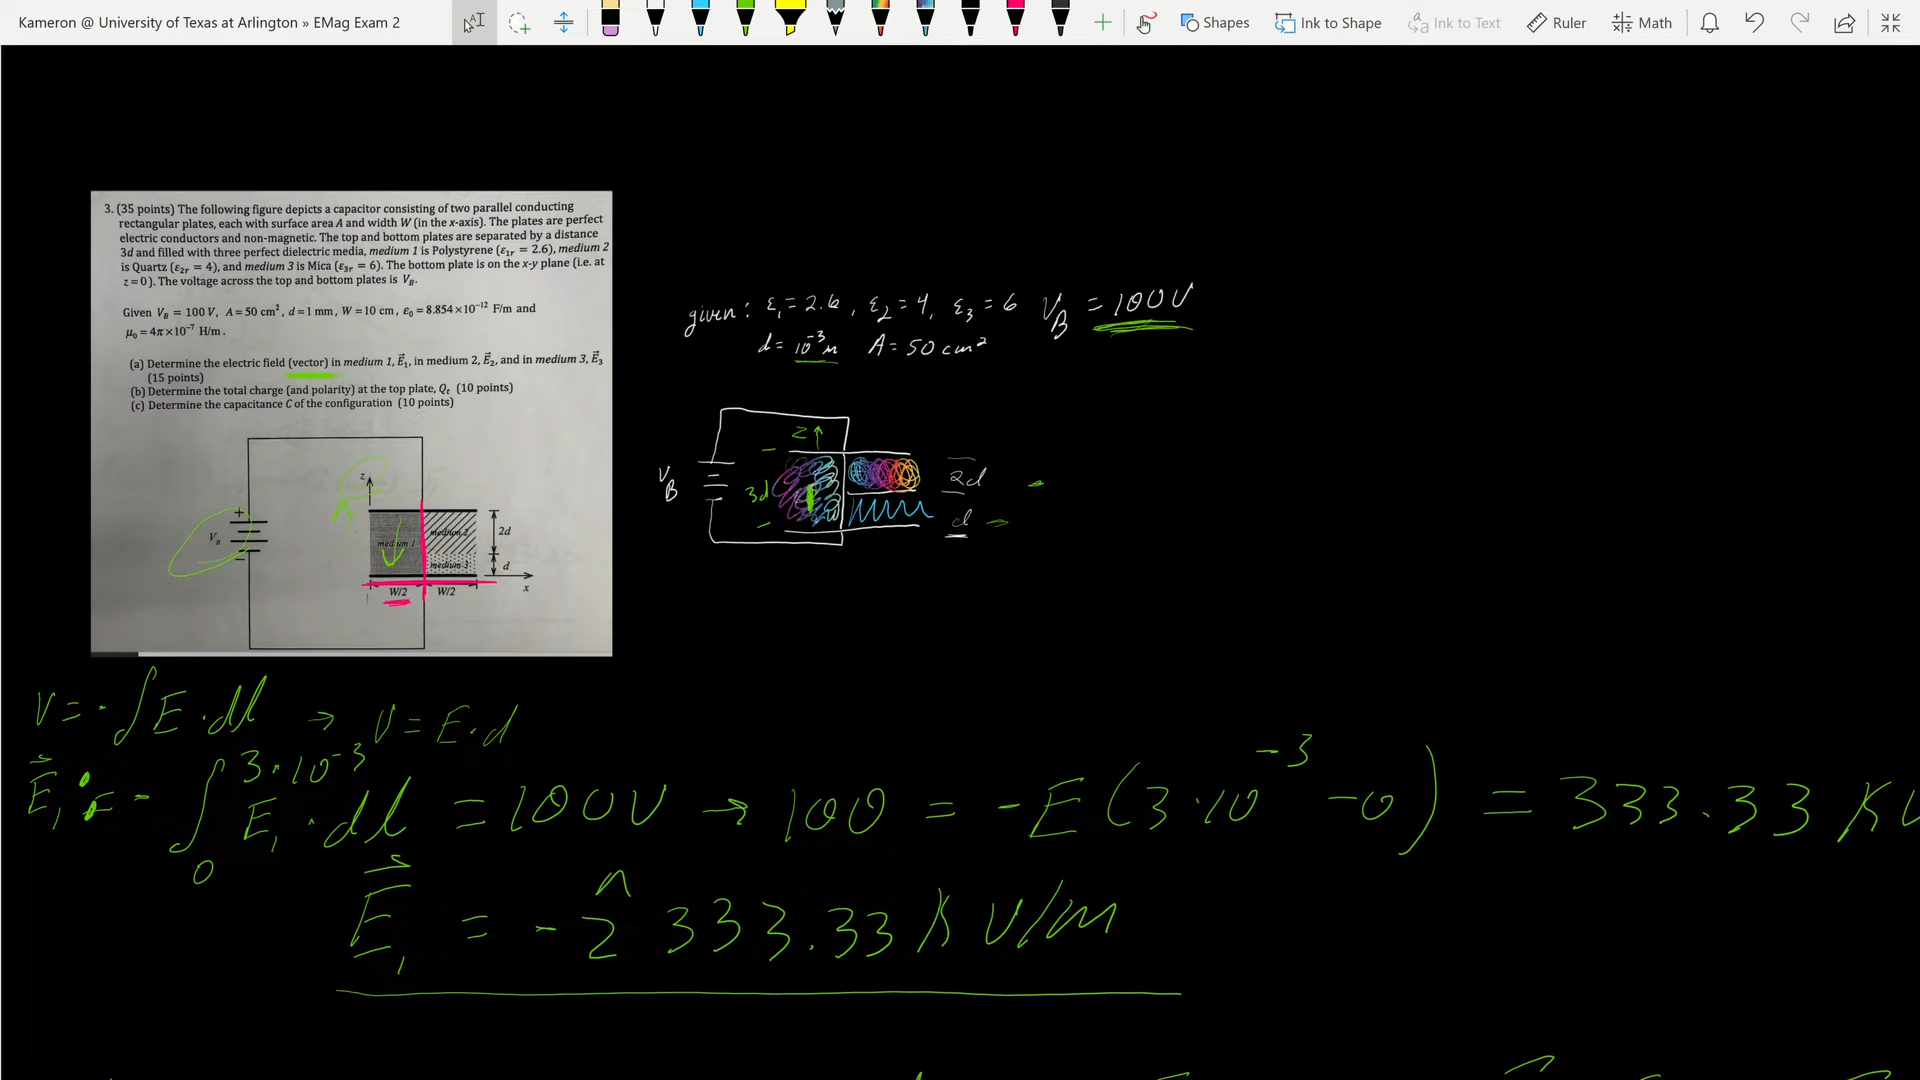 Kameron @ University of Texas at Arlington » EMag Exam 2
Shapes
Ink to Shape
Ink to Text
Ruler
Math
3. (35 points) The following figure depicts a capacitor consisting of two parallel conducting
rectangular plates, each with surface area A and width W (in the x-axis). The plates are perfect
electric conductors and non-magnetic. The top and bottom plates are separated by a distance
3d and filled with three perfect dielectric media, medium 1 is Polystyrene (ε1r = 2.6), medium 2
is Quartz (ε2r = 4), and medium 3 is Mica (ε3r = 6). The bottom plate is on the x-y plane (i.e. at
z = 0). The voltage across the top and bottom plates is VB.
Given VB = 100 V, A = 50 cm², d = 1 mm, W = 10 cm, ε0 = 8.854×10⁻¹² F/m and
μ0 = 4π×10⁻⁷ H/m.
(a) Determine the electric field (vector) in medium 1, E⃗1, in medium 2, E⃗2, and in medium 3, E⃗3
(15 points)
(b) Determine the total charge (and polarity) at the top plate, Qt (10 points)
(c) Determine the capacitance C of the configuration (10 points)
z
+
VB
−
medium 1
medium 2
medium 3
2d
d
W/2
W/2
x
given: ε1 = 2.6, ε2 = 4, ε3 = 6 VB = 100V
d = 10⁻³ m A = 50 cm²
z↑
VB
3d
2d
d
V = -∫E·dl → V = E·d
E⃗1: - ∫₀^(3·10⁻³) E1·dl = 100V → 100 = -E(3·10⁻³ - 0) = 333.33 K
E⃗1 = -ẑ 333.33 K V/m